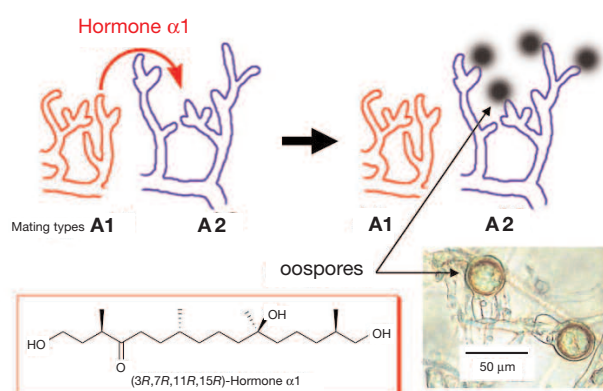 Hormone α1
Mating types A1 A2
A1 A2
oospores
HO
O
OH
OH
(3R,7R,11R,15R)-Hormone α1
50 μm